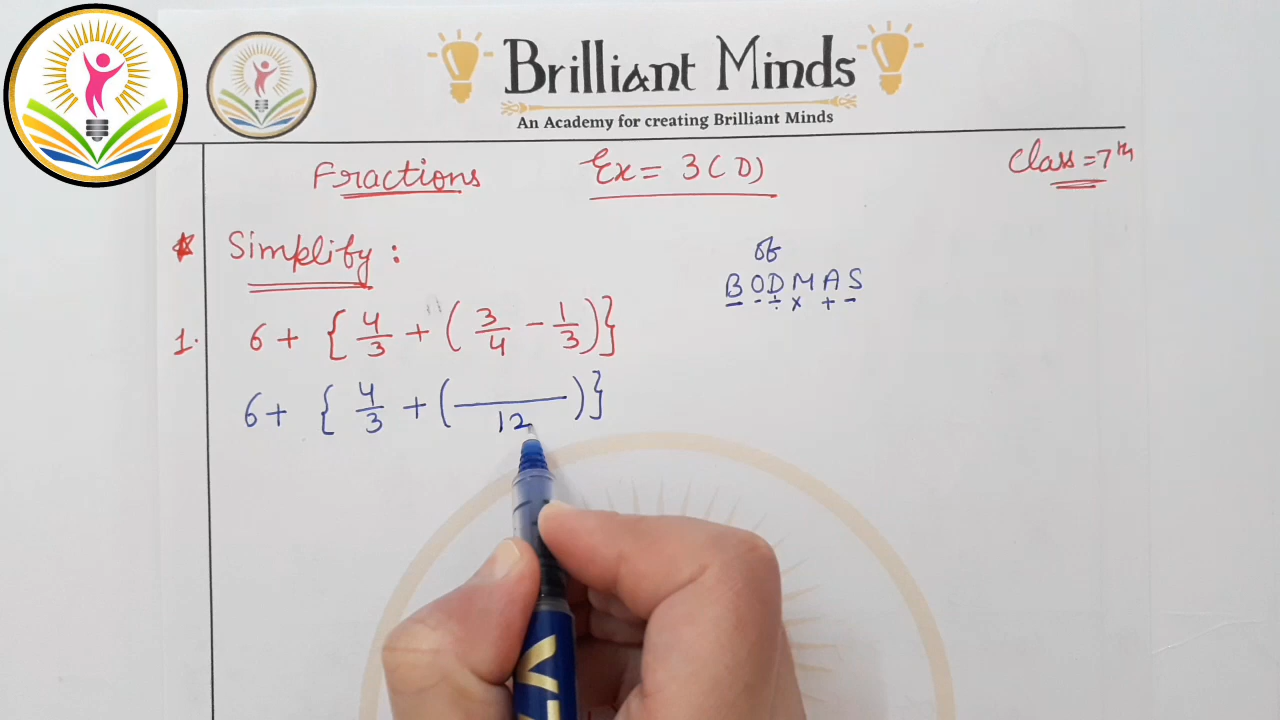 Brilliant Minds
An Academy for creating Brilliant Minds
Fractions Ex = 3(D) Class = 7th
* Simplify :
of
B O D M A S
- ÷ × + -
1. 6 + { 4/3 + ( 3/4 - 1/3 ) }
6 + { 4/3 + ( /12 ) }
V7